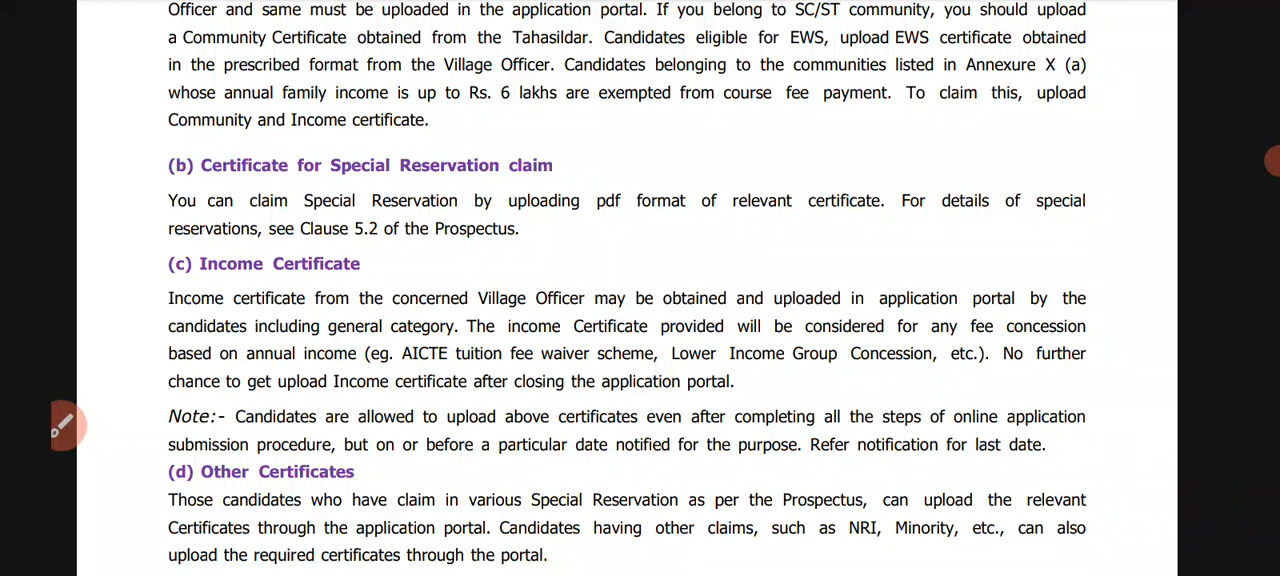 Officer and same must be uploaded in the application portal. If you belong to SC/ST community, you should upload
a Community Certificate obtained from the Tahasildar. Candidates eligible for EWS, upload EWS certificate obtained
in the prescribed format from the Village Officer. Candidates belonging to the communities listed in Annexure X (a)
whose annual family income is up to Rs. 6 lakhs are exempted from course fee payment. To claim this, upload
Community and Income certificate.
(b) Certificate for Special Reservation claim
You can claim Special Reservation by uploading pdf format of relevant certificate. For details of special
reservations, see Clause 5.2 of the Prospectus.
(c) Income Certificate
Income certificate from the concerned Village Officer may be obtained and uploaded in application portal by the
candidates including general category. The income Certificate provided will be considered for any fee concession
based on annual income (eg. AICTE tuition fee waiver scheme, Lower Income Group Concession, etc.). No further
chance to get upload Income certificate after closing the application portal.
Note:- Candidates are allowed to upload above certificates even after completing all the steps of online application
submission procedure, but on or before a particular date notified for the purpose. Refer notification for last date.
(d) Other Certificates
Those candidates who have claim in various Special Reservation as per the Prospectus, can upload the relevant
Certificates through the application portal. Candidates having other claims, such as NRI, Minority, etc., can also
upload the required certificates through the portal.